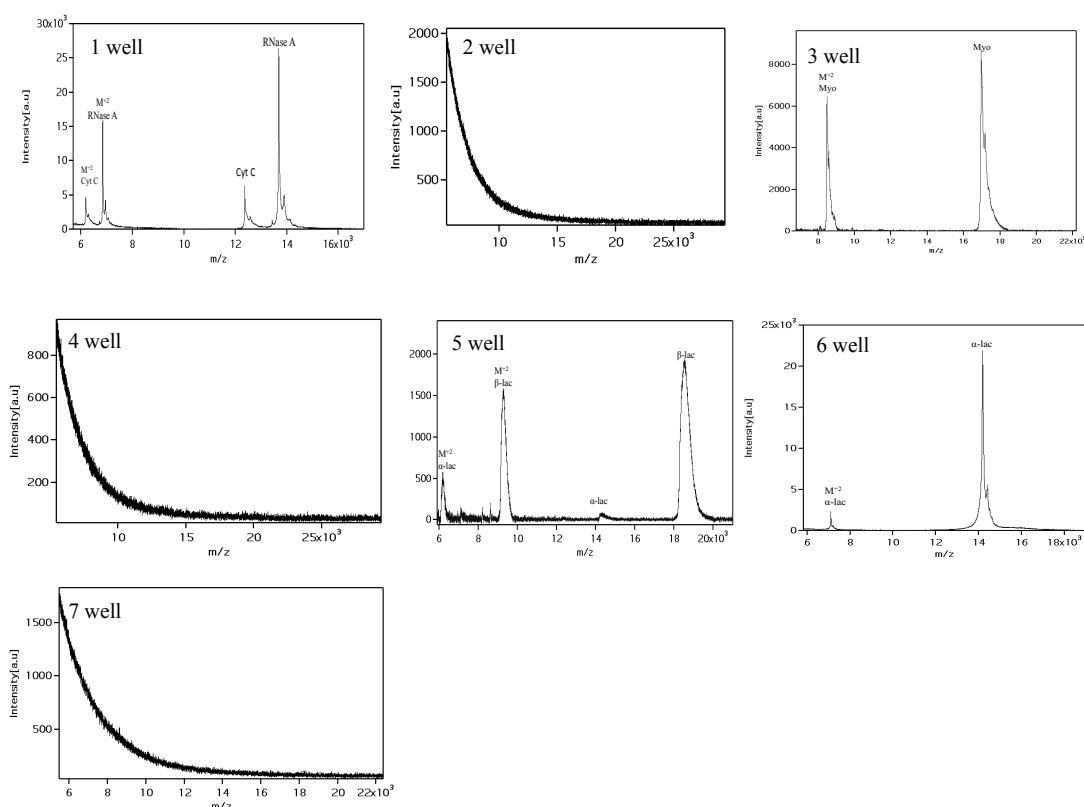 1 well
30x10³
25
20
15
10
5
0
Intensity[a.u]
RNase A
M⁺²
RNase A
M⁺²
Cyt C
Cyt C
6 8 10 12 14 16x10³
m/z
2 well
2000
1500
1000
500
Intensity[a.u]
10 15 20 25x10³
m/z
3 well
8000
6000
4000
2000
0
Intensity[a.u]
M⁺²
Myo
Myo
8 10 12 14 16 18 20 22x10³
m/z
4 well
800
600
400
200
Intensity[a.u]
10 15 20 25x10³
m/z
5 well
2000
1500
1000
500
0
Intensity[a.u]
M⁺²
α-lac
M⁺²
β-lac
α-lac
β-lac
6 8 10 12 14 16 18 20x10³
m/z
6 well
25x10³
20
15
10
5
0
Intensity[a.u]
M⁺²
α-lac
α-lac
6 8 10 12 14 16 18x10³
m/z
7 well
1500
1000
500
Intensity[a.u]
6 8 10 12 14 16 18 20 22x10³
m/z